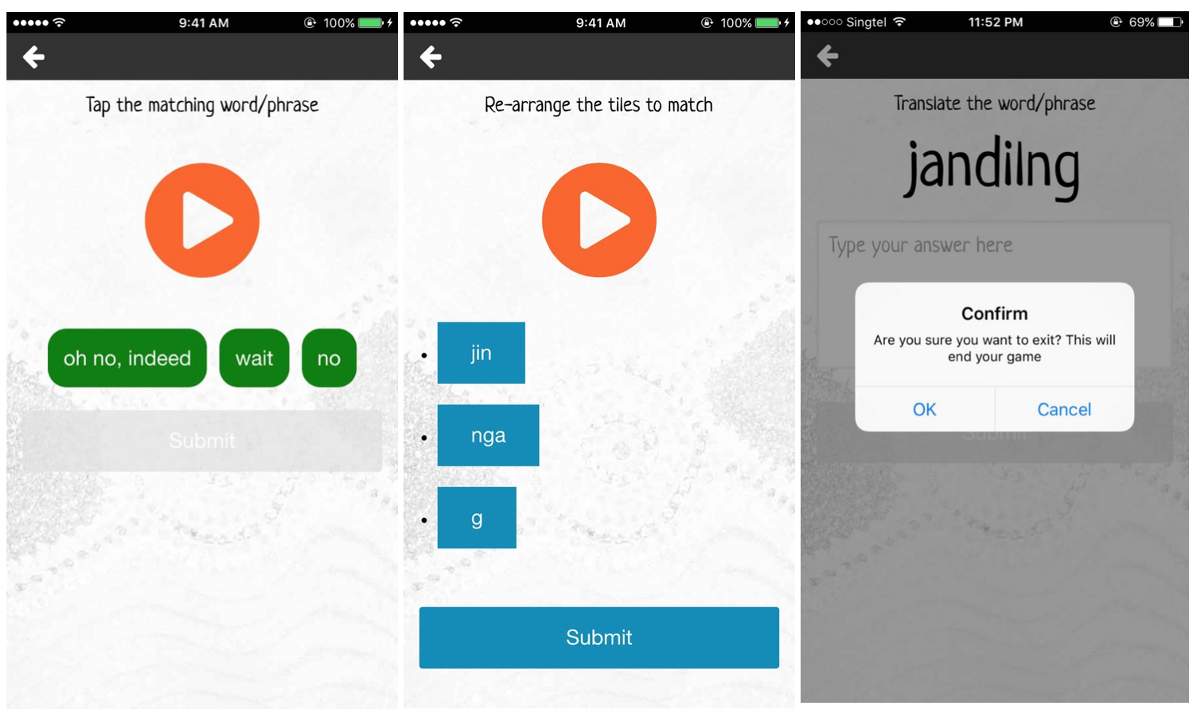 9:41 AM
100%
Tap the matching word/phrase
oh no, indeed
wait
no
Submit
9:41 AM
100%
Re-arrange the tiles to match
jin
nga
g
Submit
Singtel
11:52 PM
69%
Translate the word/phrase
jandilng
Type your answer here
Confirm
Are you sure you want to exit? This will
end your game
OK
Cancel
Submit